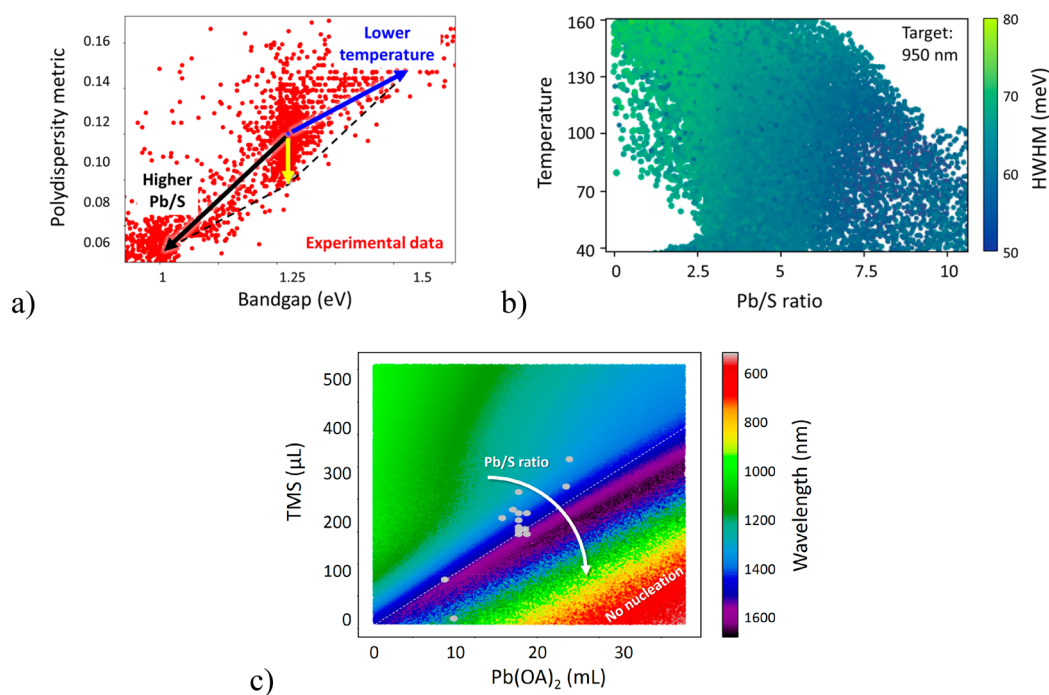 0.16
0.14
0.12
0.10
0.08
0.06
Polydispersity metric
Lower
temperature
Higher
Pb/S
Experimental data
1
1.25
1.5
Bandgap (eV)
a)
160
130
100
70
40
Temperature
Target:
950 nm
0
2.5
5
7.5
10
Pb/S ratio
80
70
60
50
HWHM (meV)
b)
500
400
300
200
100
0
TMS (µL)
Pb/S ratio
No nucleation
0
10
20
30
Pb(OA)₂ (mL)
600
800
1000
1200
1400
1600
Wavelength (nm)
c)